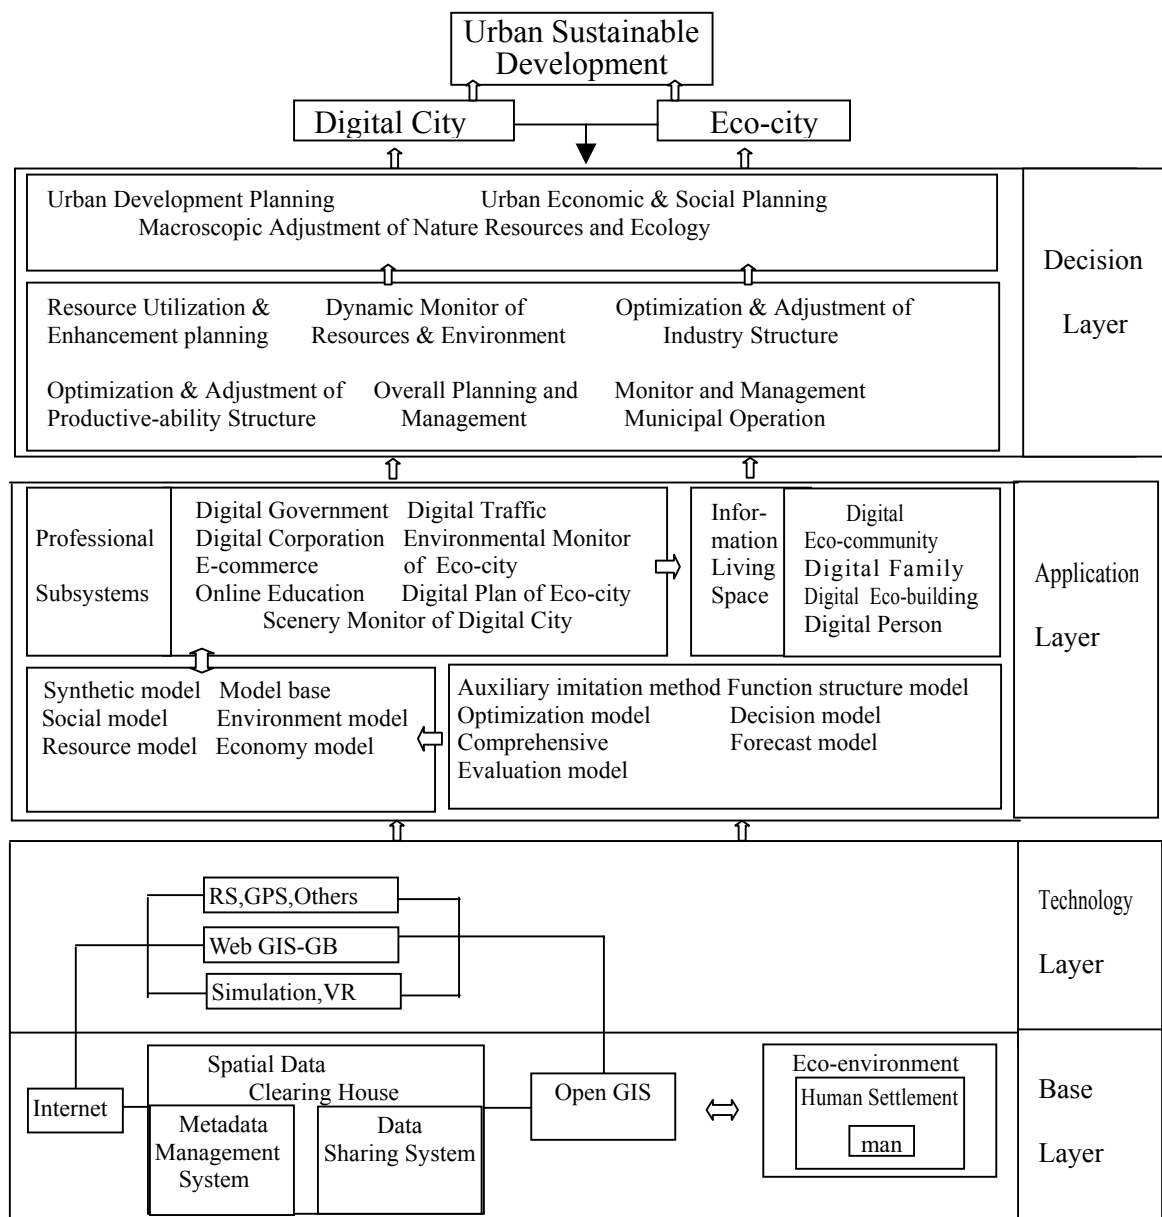 Urban Sustainable
Development
Digital City
Eco-city
Urban Development Planning
Urban Economic & Social Planning
Macroscopic Adjustment of Nature Resources and Ecology
Decision
Layer
Resource Utilization &
Enhancement planning
Dynamic Monitor of
Resources & Environment
Optimization & Adjustment of
Industry Structure
Optimization & Adjustment of
Productive-ability Structure
Overall Planning and
Management
Monitor and Management
Municipal Operation
Professional
Subsystems
Digital Government
Digital Traffic
Digital Corporation
Environmental Monitor
E-commerce
of Eco-city
Online Education
Digital Plan of Eco-city
Scenery Monitor of Digital City
Infor-
mation
Living
Space
Digital
Eco-community
Digital Family
Digital Eco-building
Digital Person
Application
Layer
Synthetic model
Model base
Social model
Environment model
Resource model
Economy model
Auxiliary imitation method
Function structure model
Optimization model
Decision model
Comprehensive
Forecast model
Evaluation model
RS,GPS,Others
Web GIS-GB
Simulation,VR
Technology
Layer
Internet
Spatial Data
Clearing House
Metadata
Management
System
Data
Sharing System
Open GIS
Eco-environment
Human Settlement
man
Base
Layer